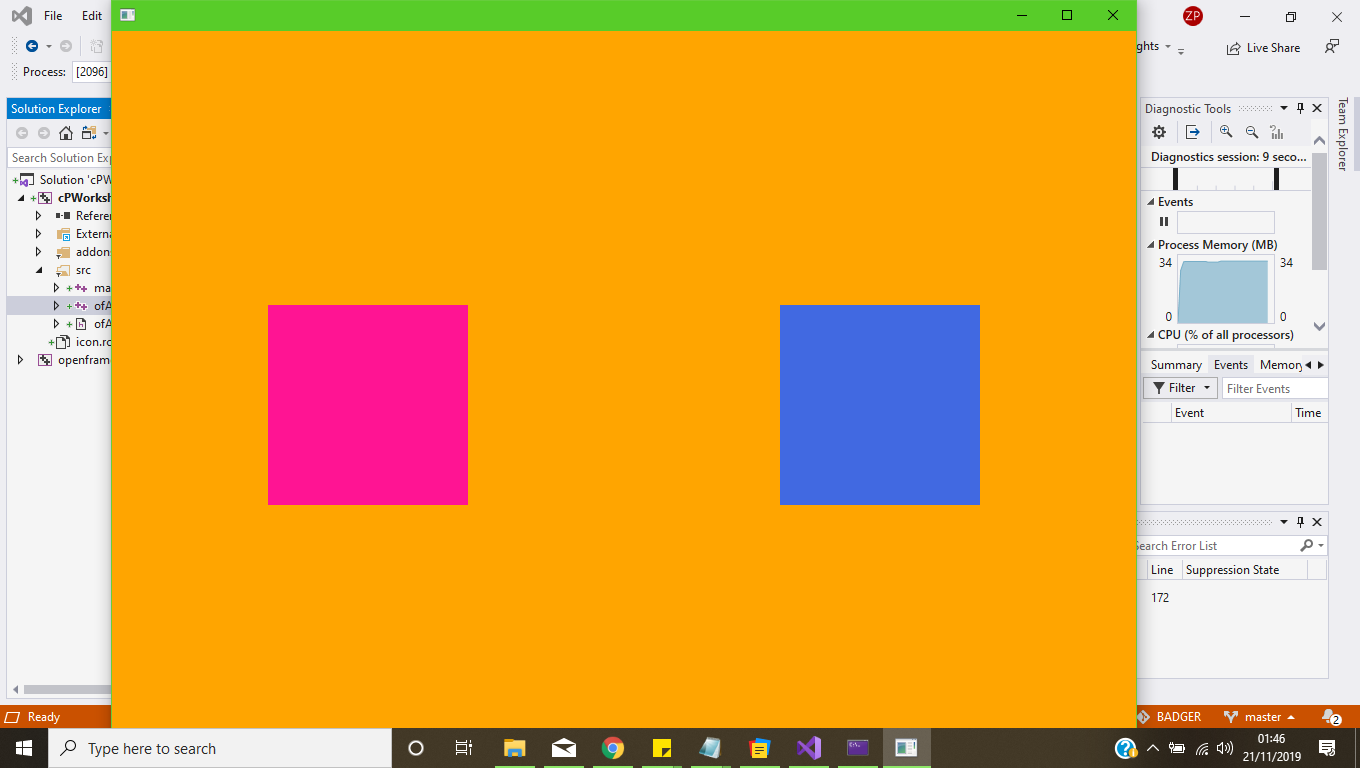 File Edit
ZP
ghts
Live Share
Process: [2096]
Solution Explorer
Search Solution Exp
Solution 'cPW
cPWorksh
Referen
Externa
addons
src
ma
ofA
ofA
icon.rc
openfram
Ready
Diagnostic Tools
Diagnostics session: 9 seco...
Events
Process Memory (MB)
34 34
0 0
CPU (% of all processors)
Summary Events Memory
Filter Filter Events
Event Time
Search Error List
Line Suppression State
172
Team Explorer
BADGER master 2
Type here to search
01:46
21/11/2019